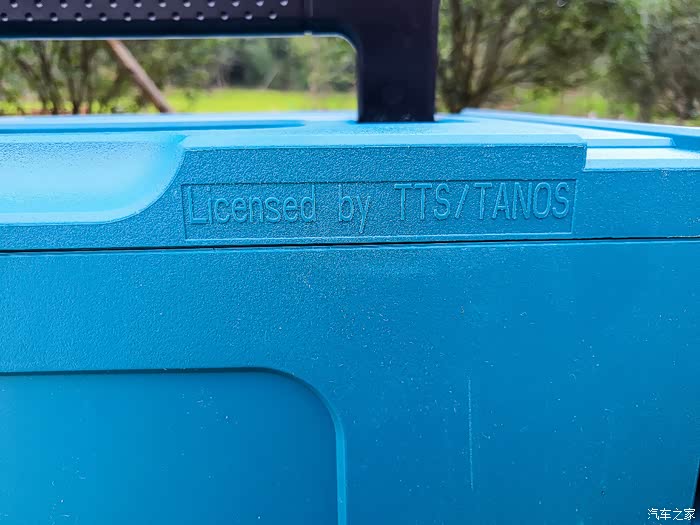 Licensed by TTS/TANOS
汽车之家